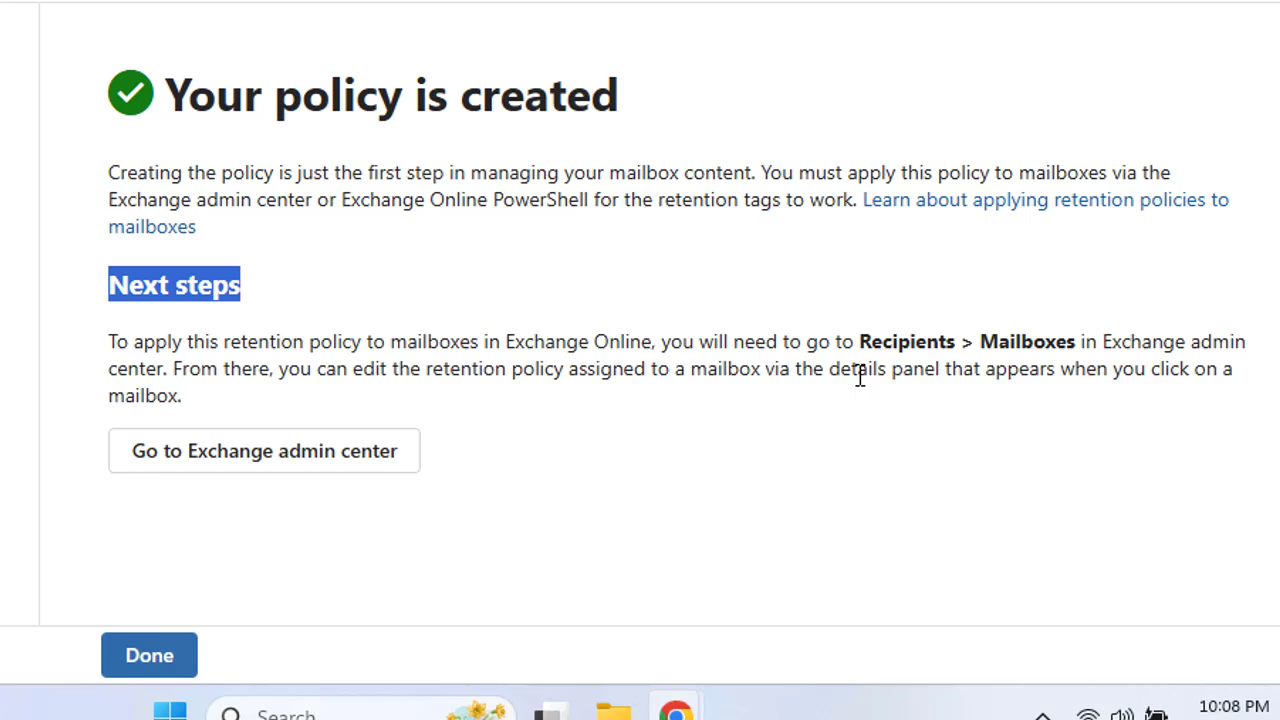 Your policy is created
Creating the policy is just the first step in managing your mailbox content. You must apply this policy to mailboxes via the
Exchange admin center or Exchange Online PowerShell for the retention tags to work. Learn about applying retention policies to
mailboxes
Next steps
To apply this retention policy to mailboxes in Exchange Online, you will need to go to Recipients > Mailboxes in Exchange admin
center. From there, you can edit the retention policy assigned to a mailbox via the details panel that appears when you click on a
mailbox.
Go to Exchange admin center
Done
Search
10:08 PM